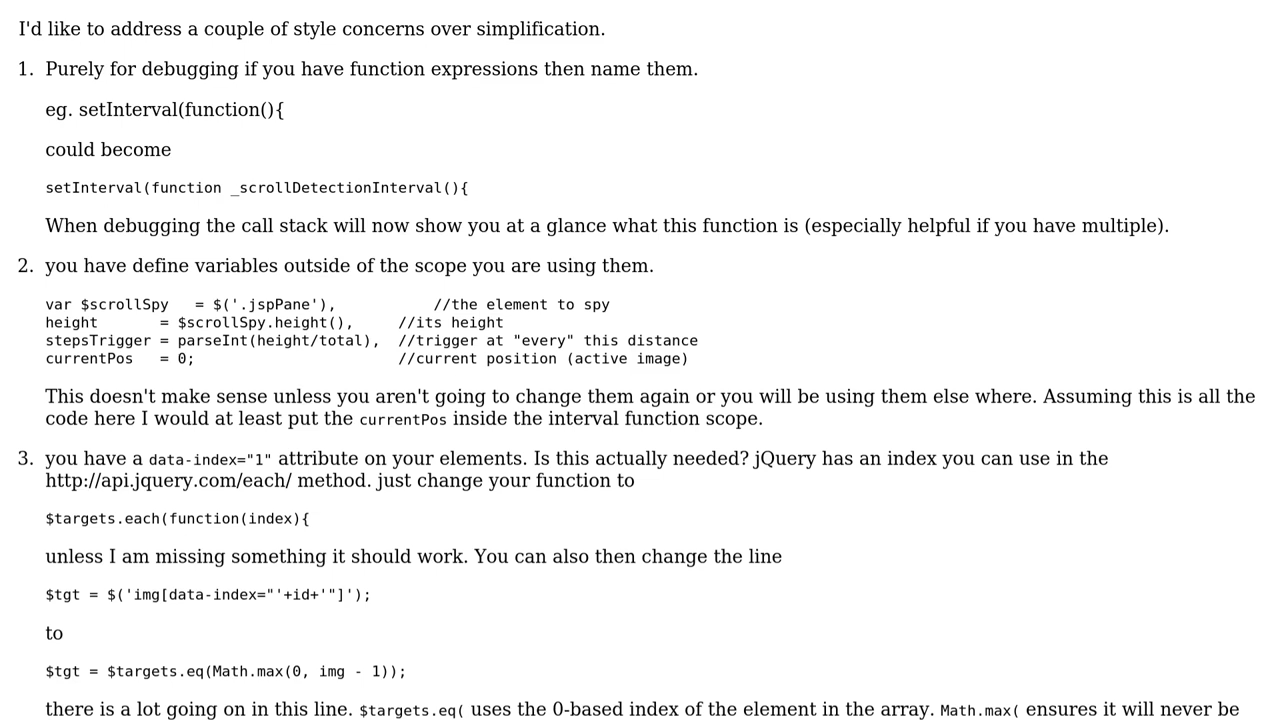 I'd like to address a couple of style concerns over simplification.
1. Purely for debugging if you have function expressions then name them.
eg. setInterval(function(){
could become
setInterval(function _scrollDetectionInterval(){
When debugging the call stack will now show you at a glance what this function is (especially helpful if you have multiple).
2. you have define variables outside of the scope you are using them.
var $scrollSpy   = $('.jspPane'),           //the element to spy
height       = $scrollSpy.height(),     //its height
stepsTrigger = parseInt(height/total),  //trigger at "every" this distance
currentPos   = 0;                       //current position (active image)
This doesn't make sense unless you aren't going to change them again or you will be using them else where. Assuming this is all the
code here I would at least put the currentPos inside the interval function scope.
3. you have a data-index="1" attribute on your elements. Is this actually needed? jQuery has an index you can use in the
http://api.jquery.com/each/ method. just change your function to
$targets.each(function(index){
unless I am missing something it should work. You can also then change the line
$tgt = $('img[data-index="'+id+'"]');
to
$tgt = $targets.eq(Math.max(0, img - 1));
there is a lot going on in this line. $targets.eq( uses the 0-based index of the element in the array. Math.max( ensures it will never be